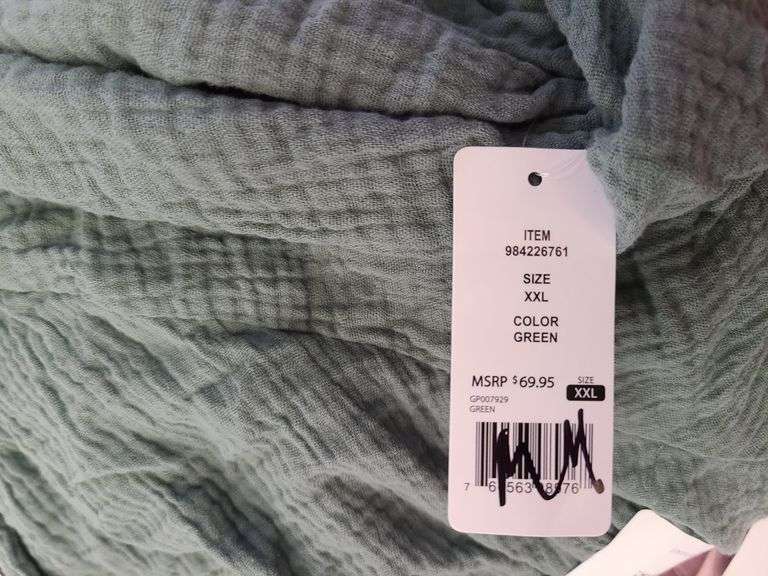 ITEM
984226761
SIZE
XXL
COLOR
GREEN
MSRP $69.95
SIZE
XXL
GP007929
GREEN